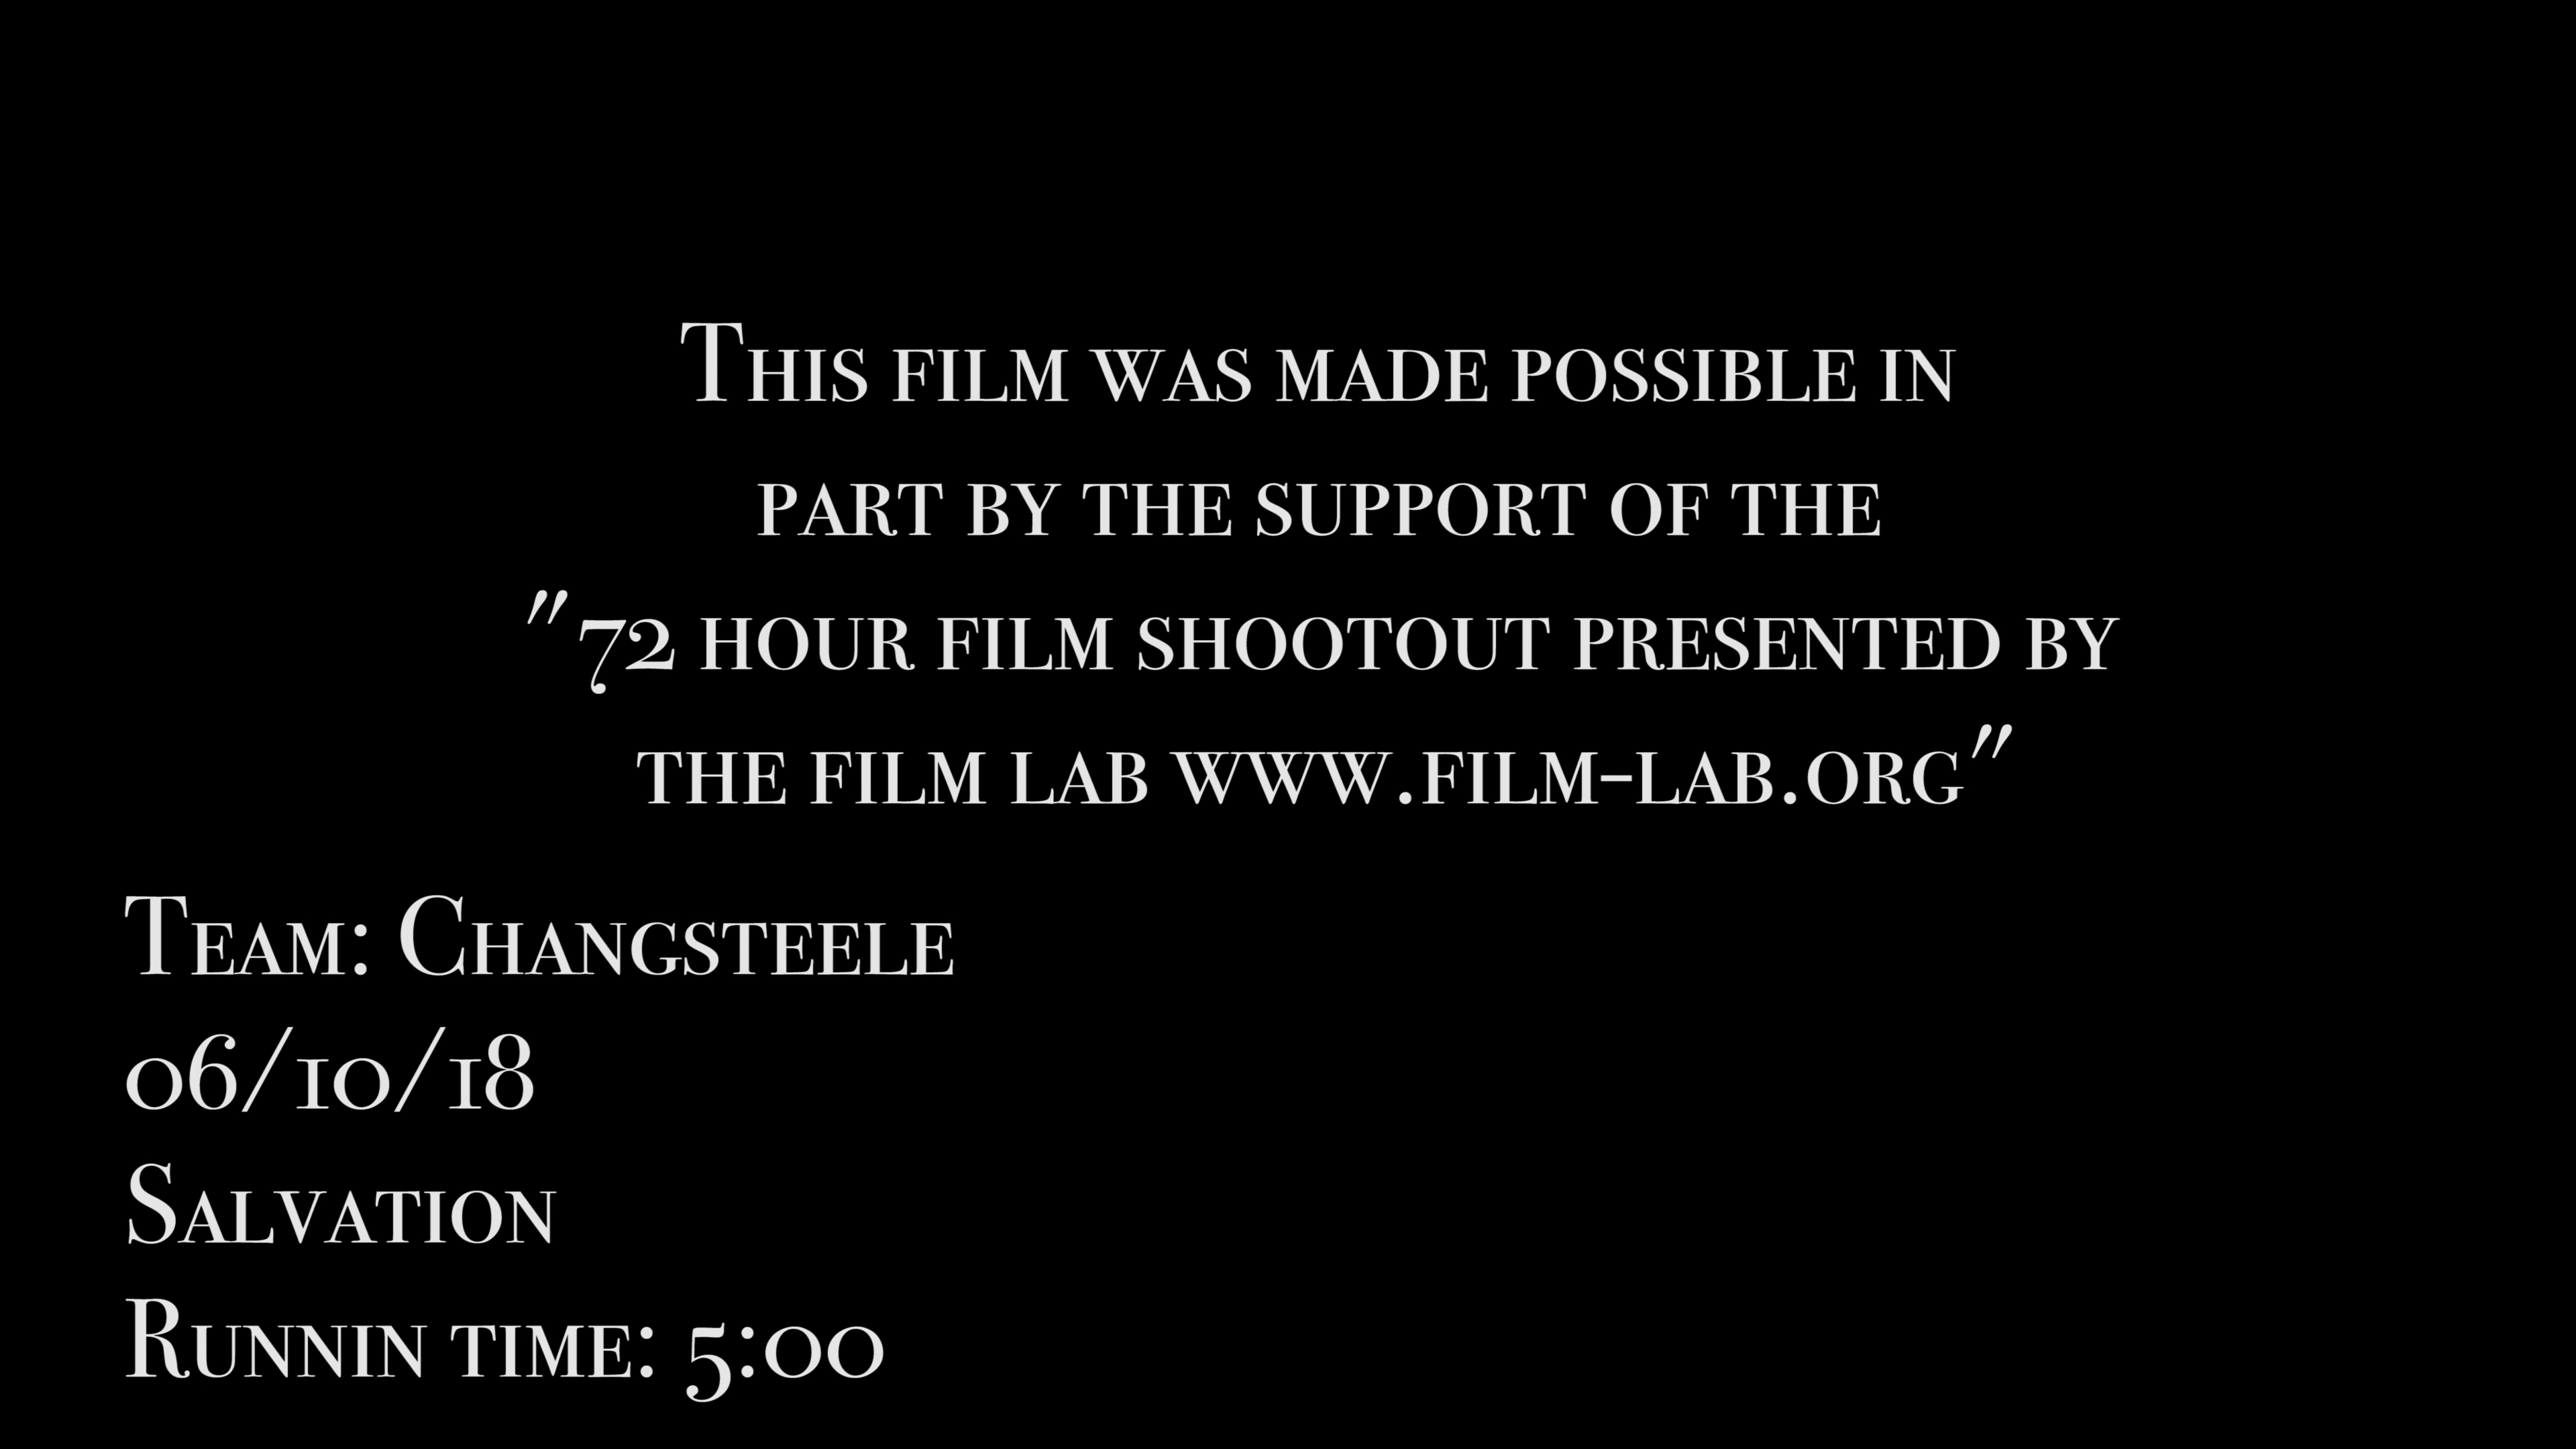 This film was made possible in
part by the support of the
"72 hour film shootout presented by
the film lab www.film-lab.org"
Team: Changsteele
06/10/18
Salvation
Runnin time: 5:00